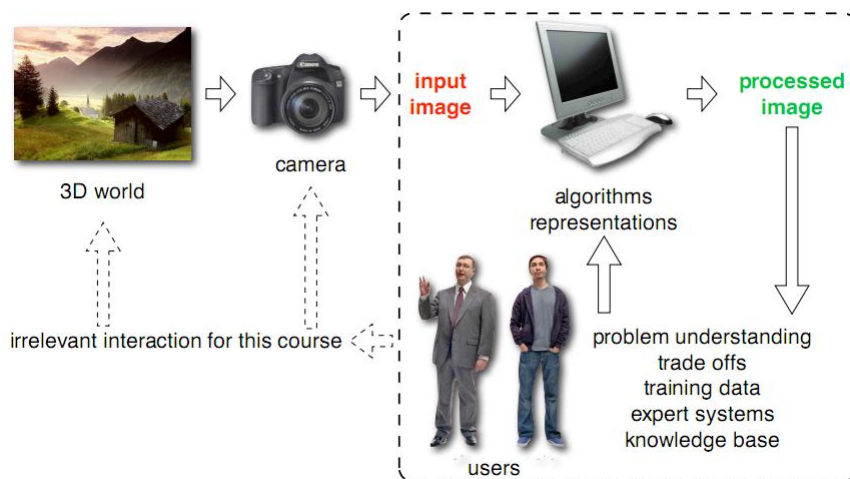 Canon
input
image
processed
image
camera
3D world
algorithms
representations
irrelevant interaction for this course
problem understanding
trade offs
training data
expert systems
knowledge base
users